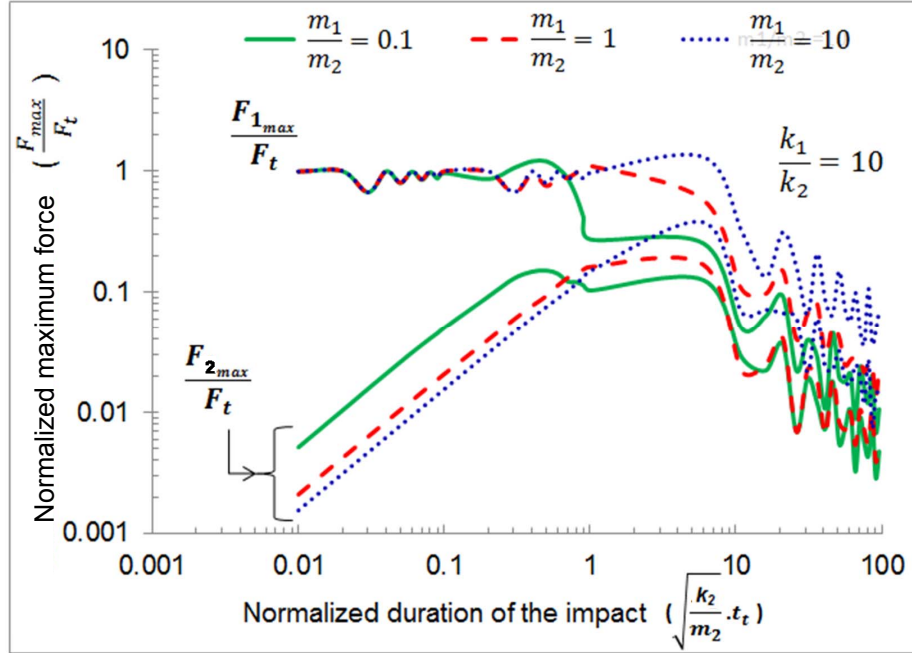 m₁/m₂ = 0.1 m₁/m₂ = 1 m₁/m₂ = 10
m1/m2 =
10
F₁ₘₐₓ/Fₜ
k₁/k₂ = 10
1
0.1
F₂ₘₐₓ/Fₜ
0.01
0.001
Normalized maximum force (Fₘₐₓ/Fₜ)
0.001 0.01 0.1 1 10 100
Normalized duration of the impact (√(k₂/m₂).tₜ)